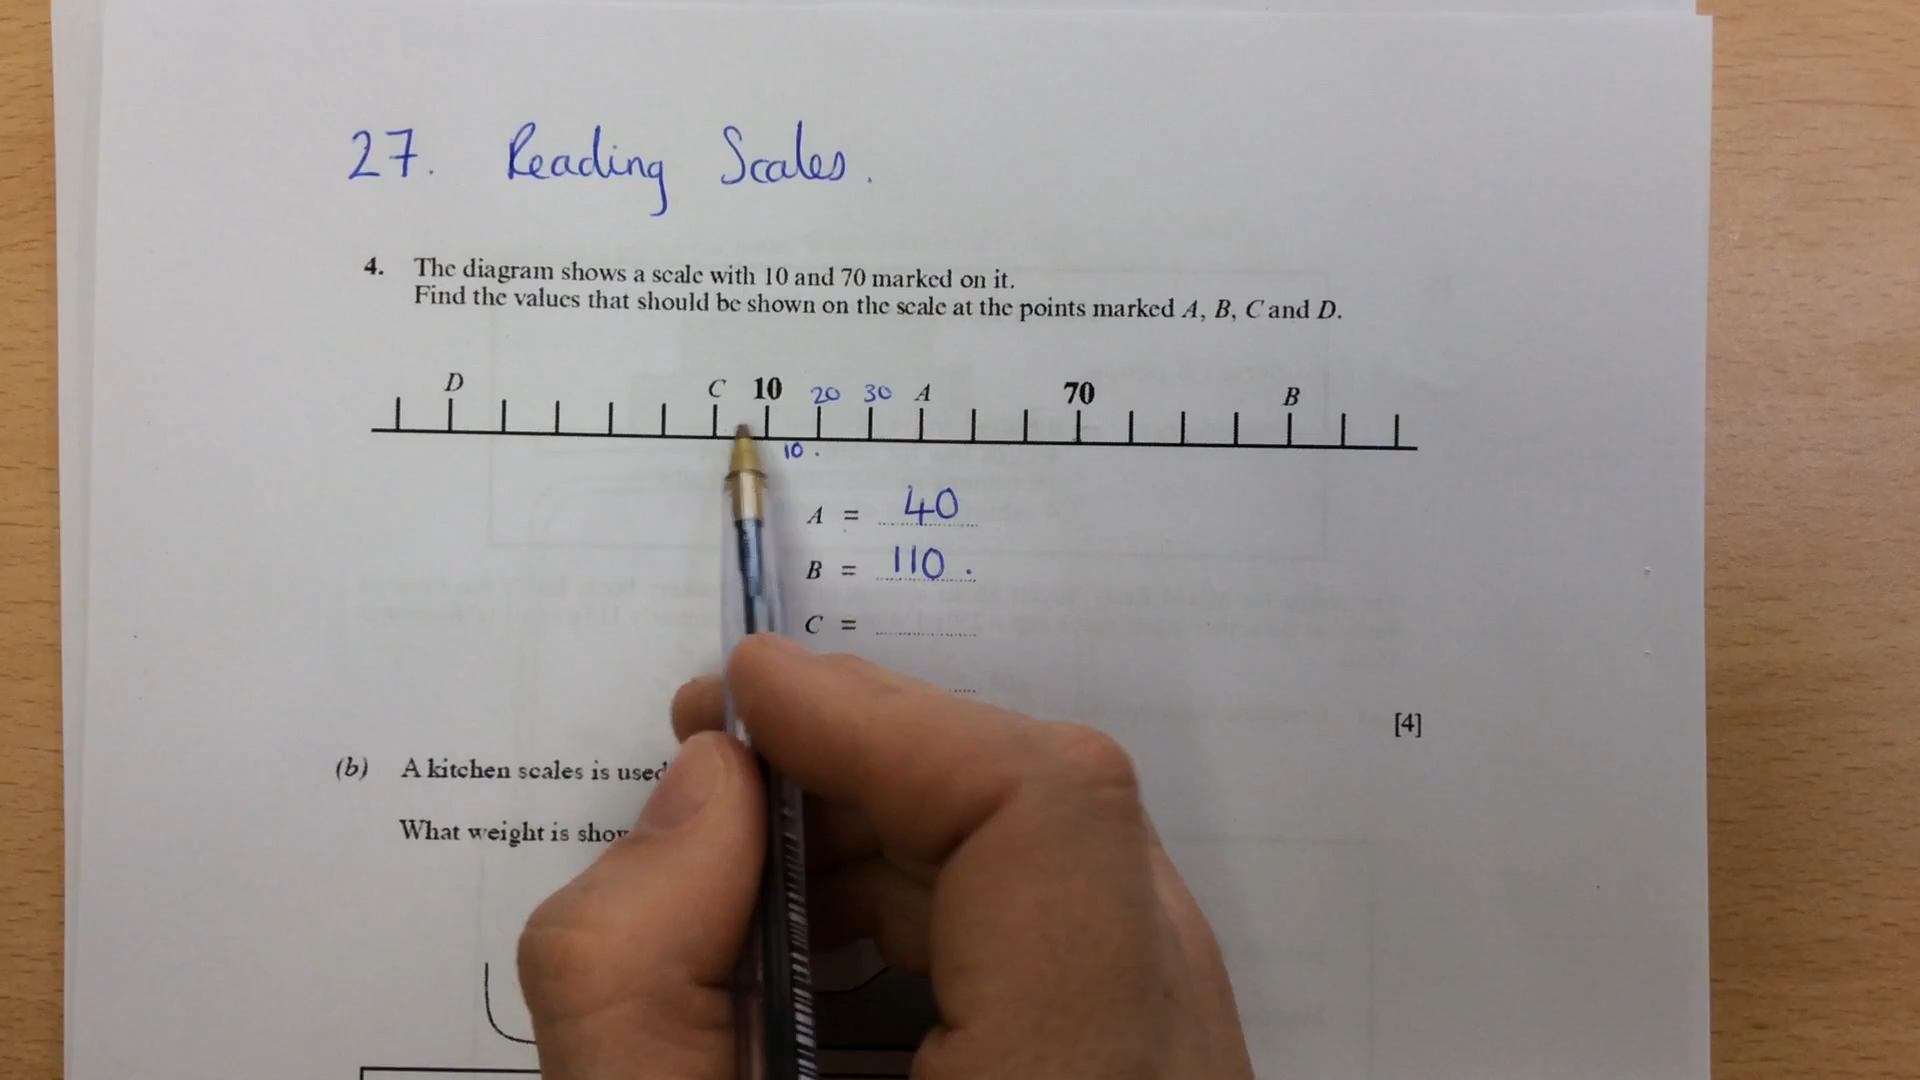 27. Reading Scales.
4. The diagram shows a scale with 10 and 70 marked on it.
Find the values that should be shown on the scale at the points marked A, B, C and D.
D C 10 20 30 A 70 B
10.
A = 40
B = 110.
C =
[4]
(b) A kitchen scales is used
What weight is